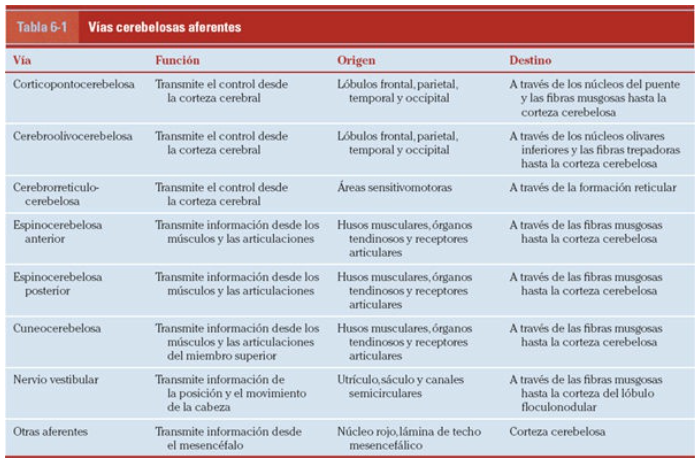 Tabla 6-1 Vías cerebelosas aferentes
Vía Función Origen Destino
Corticopontocerebelosa Transmite el control desde Lóbulos frontal, parietal, A través de los núcleos del puente
la corteza cerebral temporal y occipital y las fibras musgosas hasta la
corteza cerebelosa
Cerebroolivocerebelosa Transmite el control desde Lóbulos frontal, parietal, A través de los núcleos olivares
la corteza cerebral temporal y occipital inferiores y las fibras trepadoras
hasta la corteza cerebelosa
Cerebrorretículo- Transmite el control desde Áreas sensitivomotoras A través de la formación reticular
cerebelosa la corteza cerebral
Espinocerebelosa Transmite información desde los Husos musculares, órganos A través de las fibras musgosas
anterior músculos y las articulaciones tendinosos y receptores hasta la corteza cerebelosa
articulares
Espinocerebelosa Transmite información desde los Husos musculares, órganos A través de las fibras musgosas
posterior músculos y las articulaciones tendinosos y receptores hasta la corteza cerebelosa
articulares
Cuneocerebelosa Transmite información desde los Husos musculares, órganos A través de las fibras musgosas
músculos y las articulaciones tendinosos y receptores hasta la corteza cerebelosa
del miembro superior articulares
Nervio vestibular Transmite información de Utrículo, sáculo y canales A través de las fibras musgosas
la posición y el movimiento semicirculares hasta la corteza del lóbulo
de la cabeza floculonodular
Otras aferentes Transmite información desde Núcleo rojo, lámina de techo Corteza cerebelosa
el mesencéfalo mesencefálico